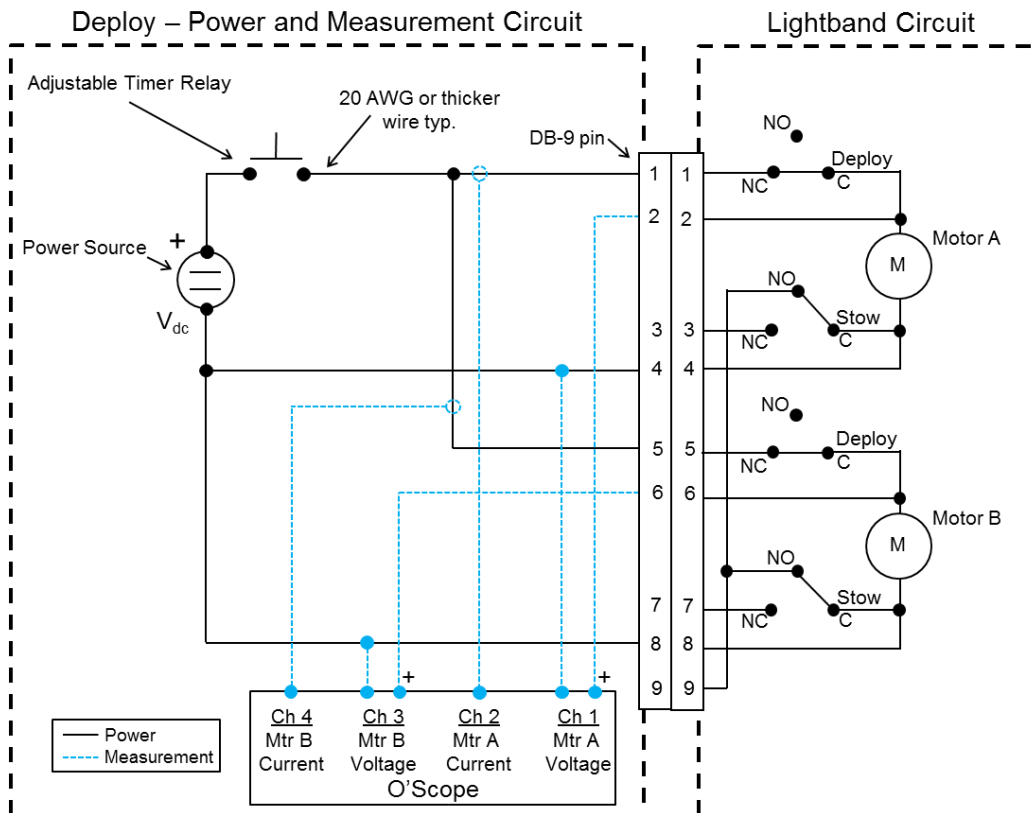 Deploy – Power and Measurement Circuit
Lightband Circuit
Adjustable Timer Relay
20 AWG or thicker
wire typ.
DB-9 pin
Power Source
+
Vdc
1
2
3
4
5
6
7
8
9
1
2
3
4
5
6
7
8
9
NO
Deploy
NC
C
Motor A
M
NO
Stow
NC
C
NO
Deploy
NC
C
Motor B
M
NO
Stow
NC
C
+
+
Ch 4
Mtr B
Current
Ch 3
Mtr B
Voltage
Ch 2
Mtr A
Current
Ch 1
Mtr A
Voltage
O'Scope
Power
Measurement